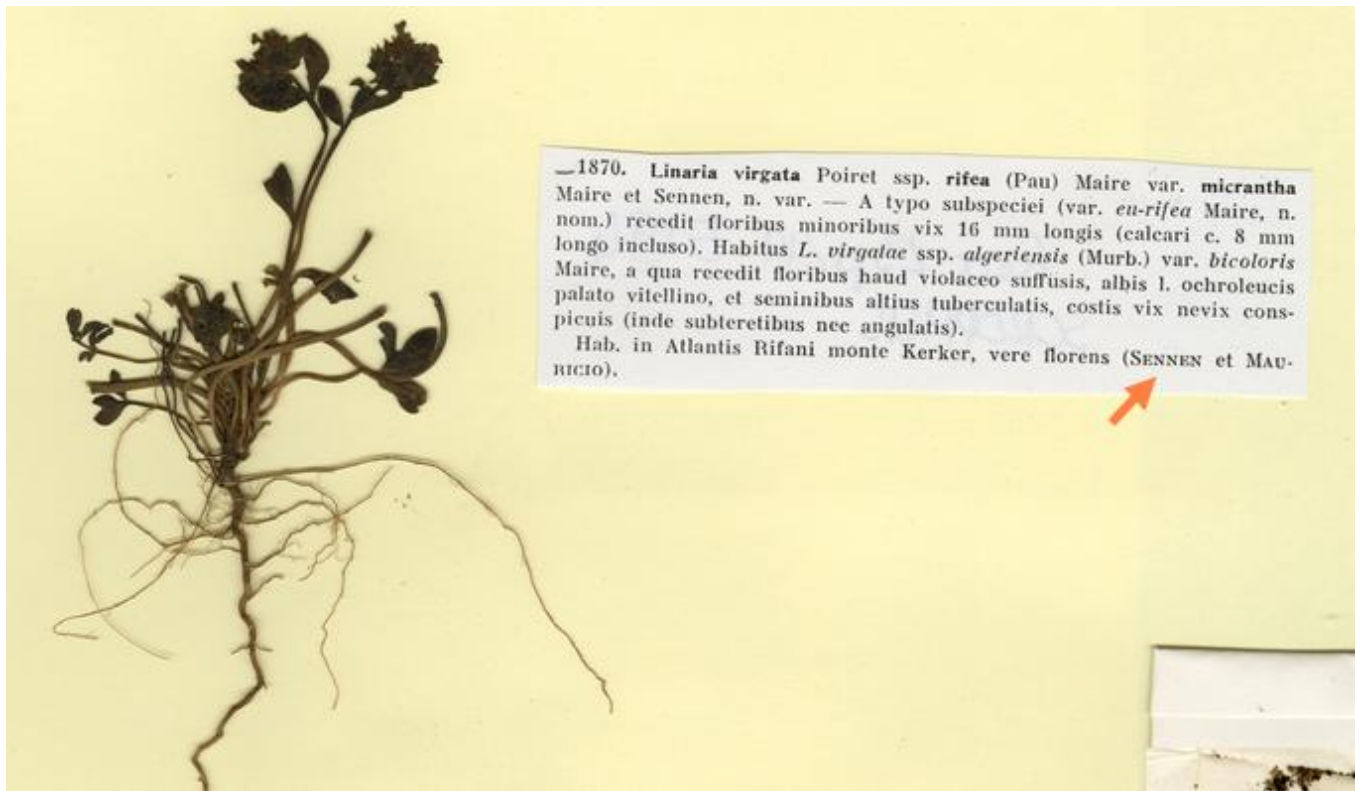 1870. Linaria virgata Poiret ssp. rifea (Pau) Maire var. micrantha
Maire et Sennen, n. var. — A typo subspeciei (var. eu-rifea Maire, n.
nom.) recedit floribus minoribus vix 16 mm longis (calcari c. 8 mm
longo incluso). Habitus L. virgatae ssp. algeriensis (Murb.) var. bicoloris
Maire, a qua recedit floribus haud violaceo suffusis, albis l. ochroleucis
palato vitellino, et seminibus altius tuberculatis, costis vix nevix cons-
picuis (inde subteretibus nec angulatis).
Hab. in Atlantis Rifani monte Kerker, vere florens (SENNEN et MAU-
RICIO).